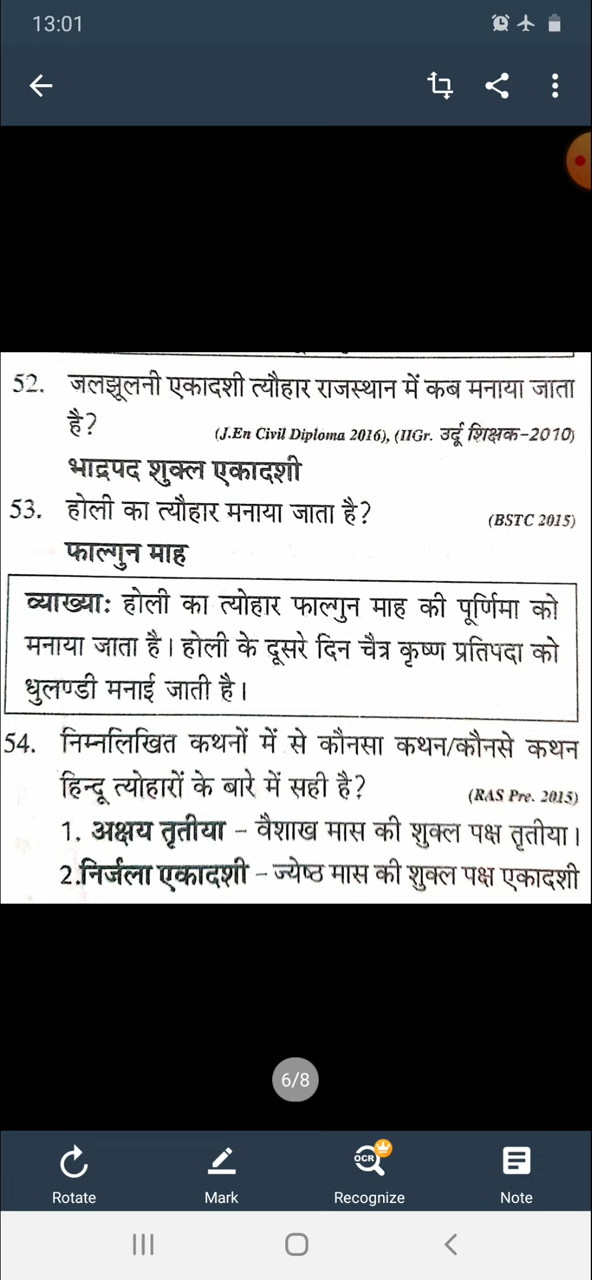 13:01
52. जलझूलनी एकादशी त्यौहार राजस्थान में कब मनाया जाता
है? (J.En Civil Diploma 2016), (IIGr. उर्दू शिक्षक-2010)
भाद्रपद शुक्ल एकादशी
53. होली का त्यौहार मनाया जाता है? (BSTC 2015)
फाल्गुन माह
व्याख्याः होली का त्योहार फाल्गुन माह की पूर्णिमा को
मनाया जाता है। होली के दूसरे दिन चैत्र कृष्ण प्रतिपदा को
धुलण्डी मनाई जाती है।
54. निम्नलिखित कथनों में से कौनसा कथन/कौनसे कथन
हिन्दू त्योहारों के बारे में सही है? (RAS Pre. 2015)
1. अक्षय तृतीया – वैशाख मास की शुक्ल पक्ष तृतीया।
2.निर्जला एकादशी – ज्येष्ठ मास की शुक्ल पक्ष एकादशी
6/8
OCR
Rotate Mark Recognize Note